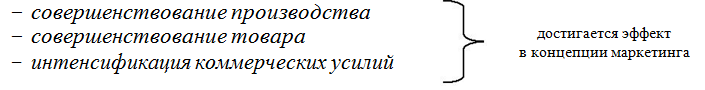 – совершенствование производства
– совершенствование товара
– интенсификация коммерческих усилий
достигается эффект
в концепции маркетинга